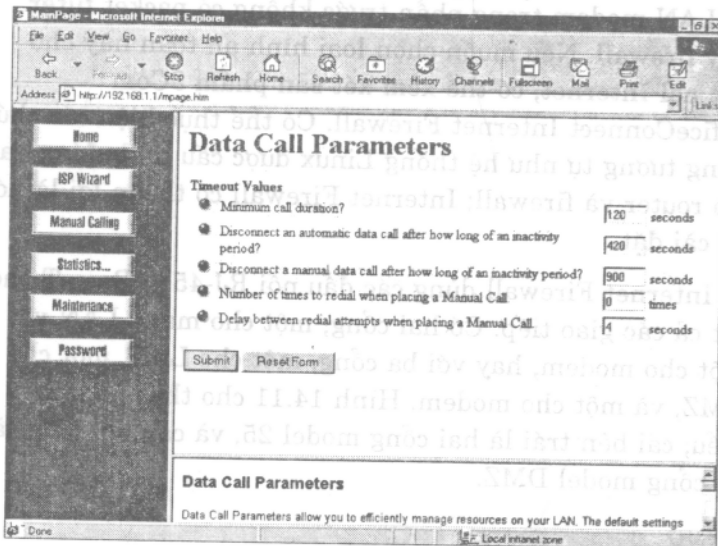 MainPage - Microsoft Internet Explorer
File Edit View Go Favorites Help
Back Forward Stop Refresh Home Search Favorites History Channels Fullscreen Mail Print Edit
Address http://192.168.1.1/mpage.htm Links
Home
ISP Wizard
Manual Calling
Statistics...
Maintenance
Password
Data Call Parameters
Timeout Values
Minimum call duration? 120 seconds
Disconnect an automatic data call after how long of an inactivity period? 420 seconds
Disconnect a manual data call after how long of an inactivity period? 900 seconds
Number of times to redial when placing a Manual Call. 0 times
Delay between redial attempts when placing a Manual Call. 4 seconds
Submit Reset Form
Data Call Parameters
Data Call Parameters allow you to efficiently manage resources on your LAN. The default settings
Done Local intranet zone